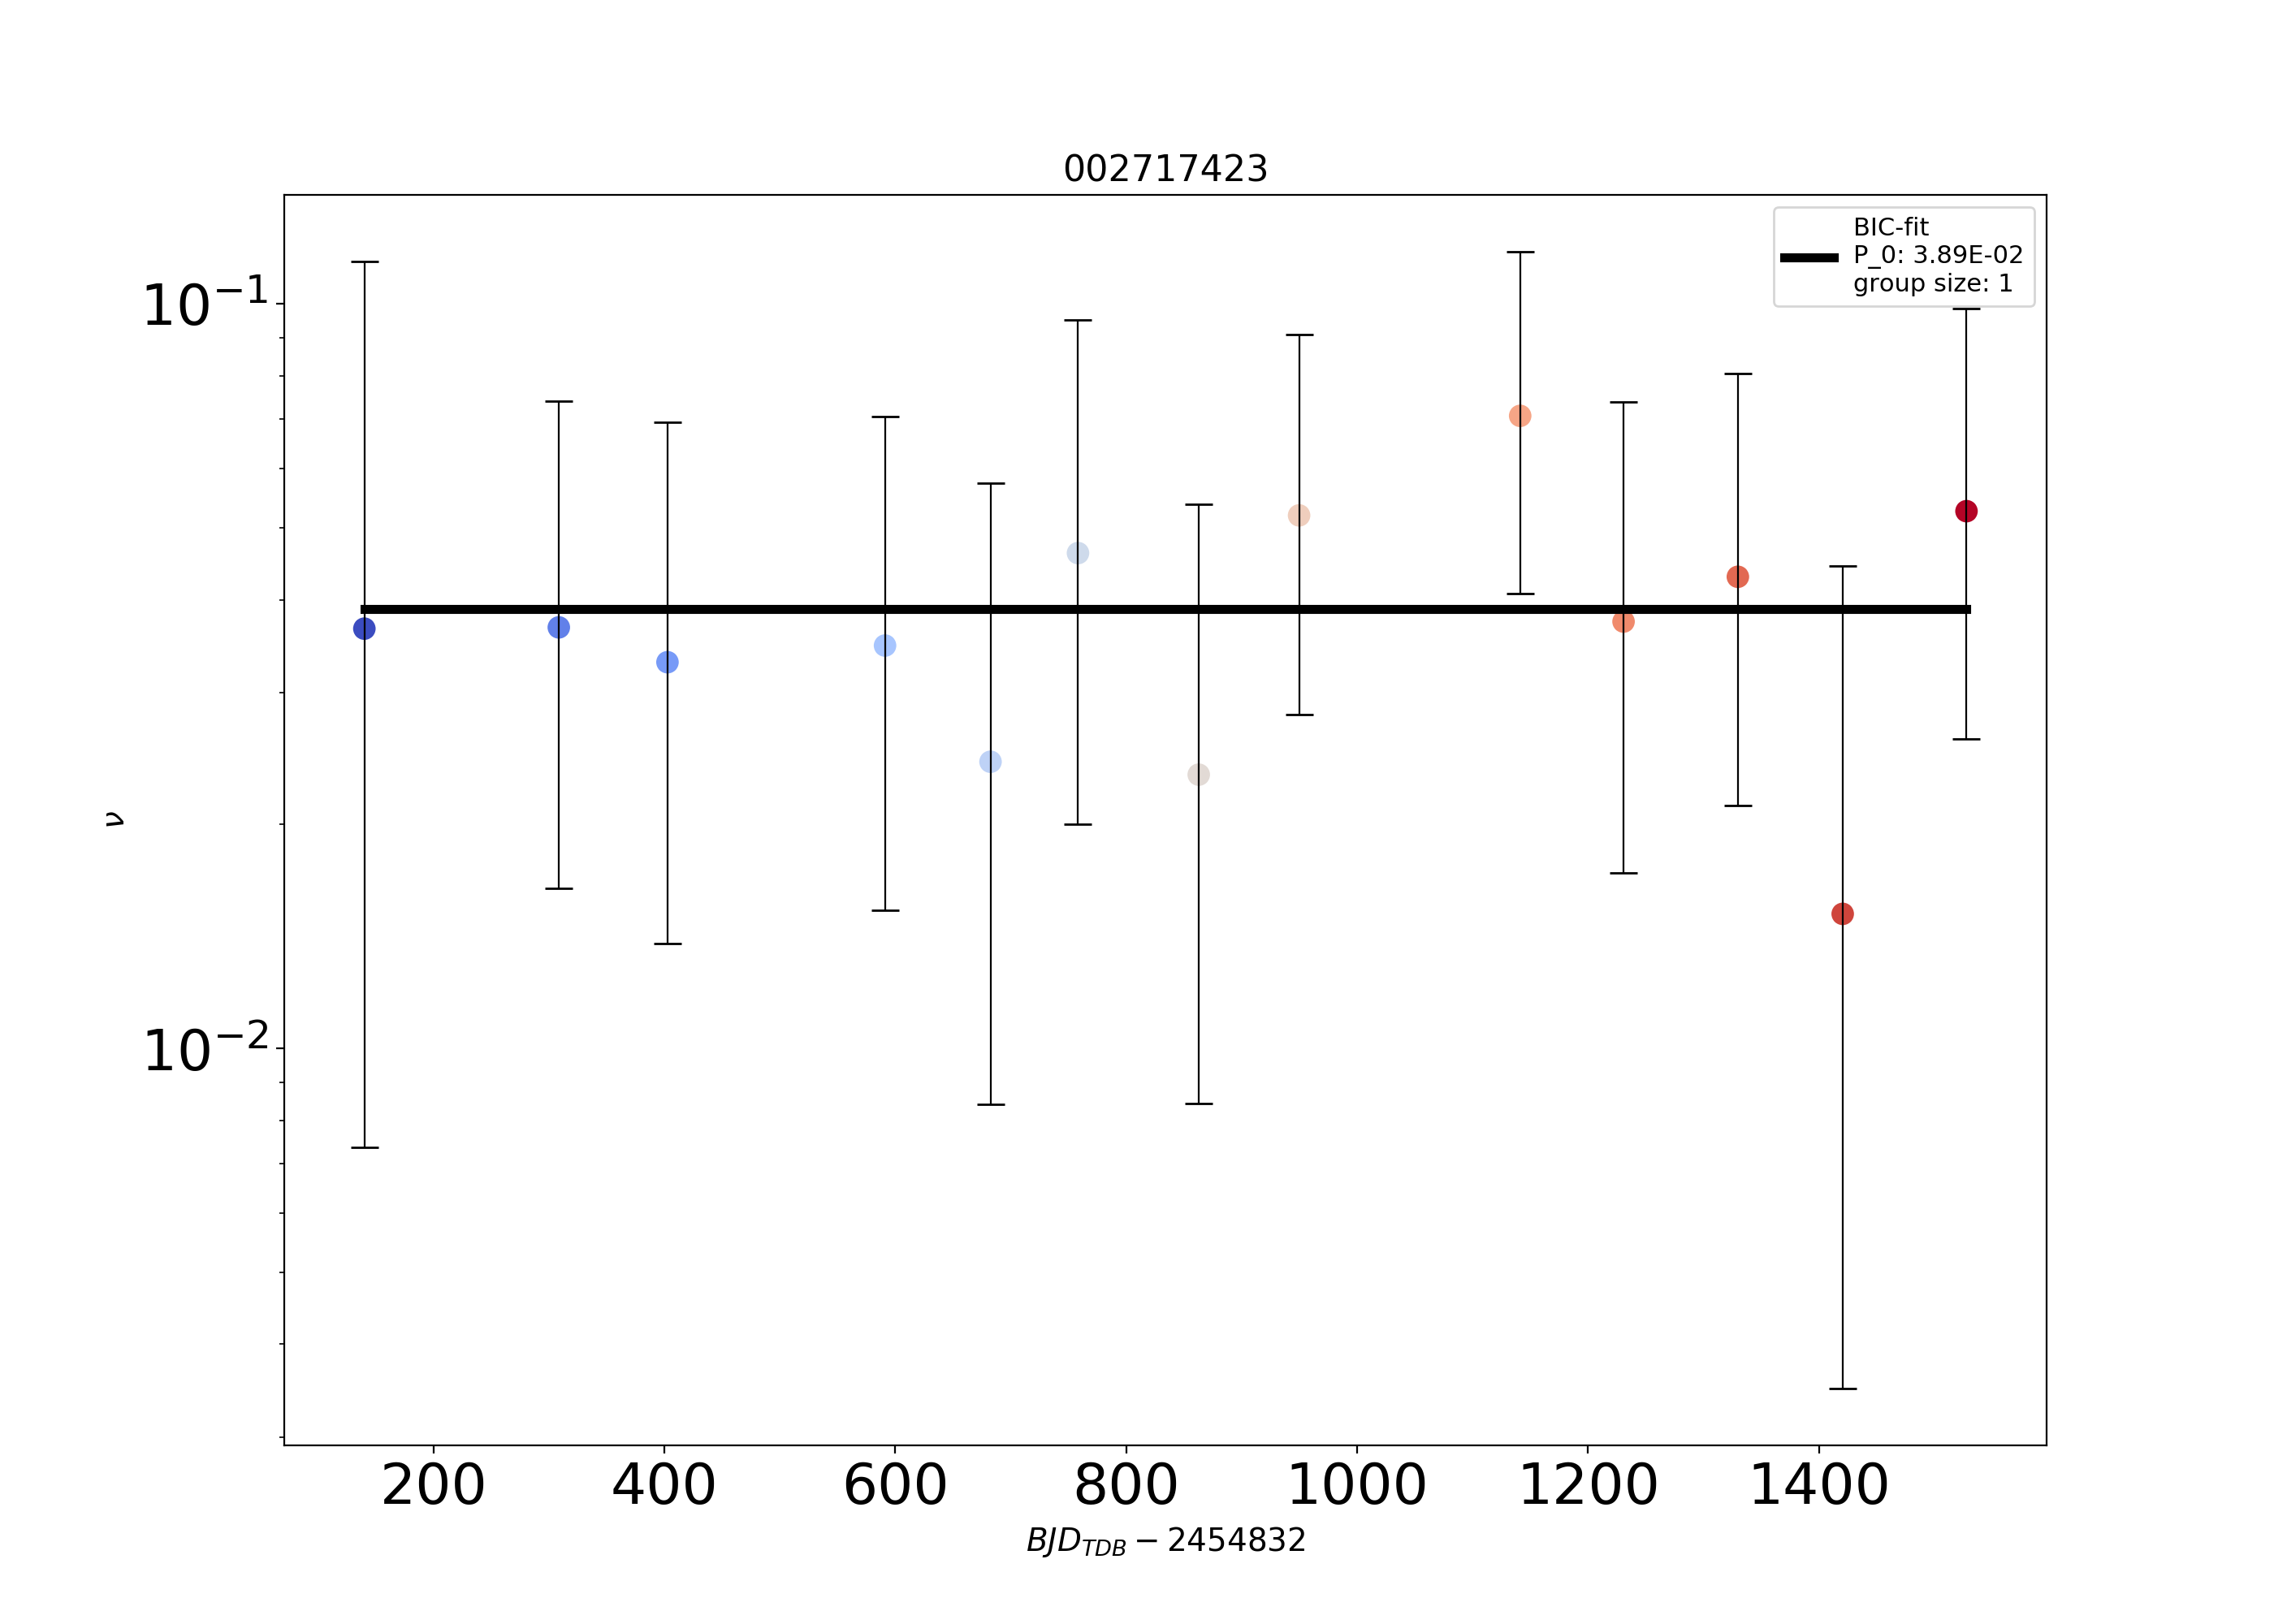 002717423
BIC-fit
P_0: 3.89E-02
group size: 1
10⁻¹
10⁻²
ν
200 400 600 800 1000 1200 1400
BJD_TDB − 2454832